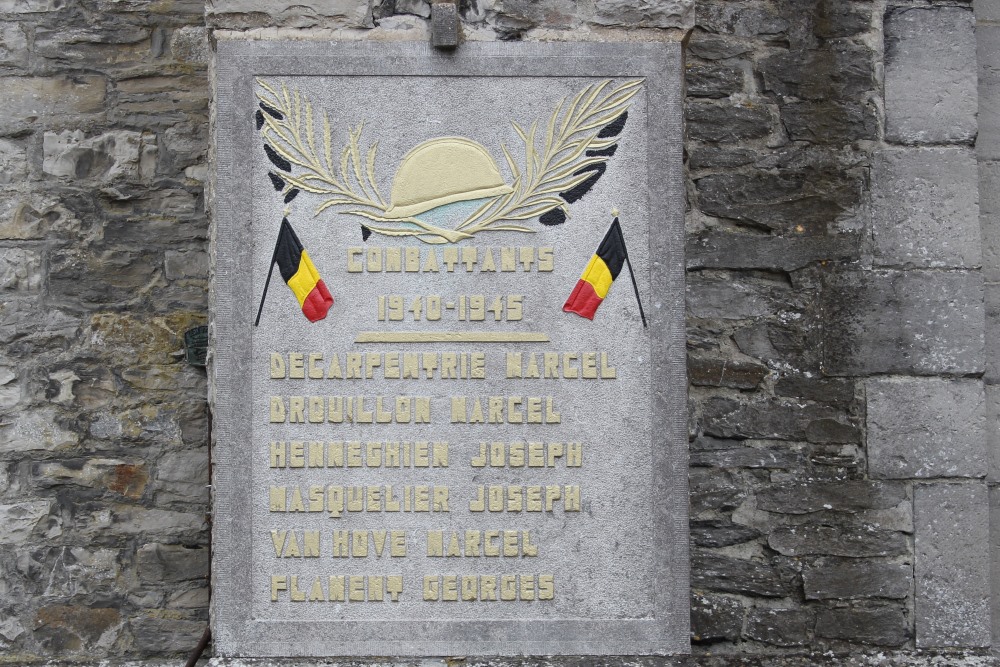 COMBATTANTS
1940-1945
DECARPENTRIE MARCEL
DROUILLON MARCEL
HENNEGHIEN JOSEPH
MASQUELIER JOSEPH
VAN HOVE MARCEL
FLAMENT GEORGES